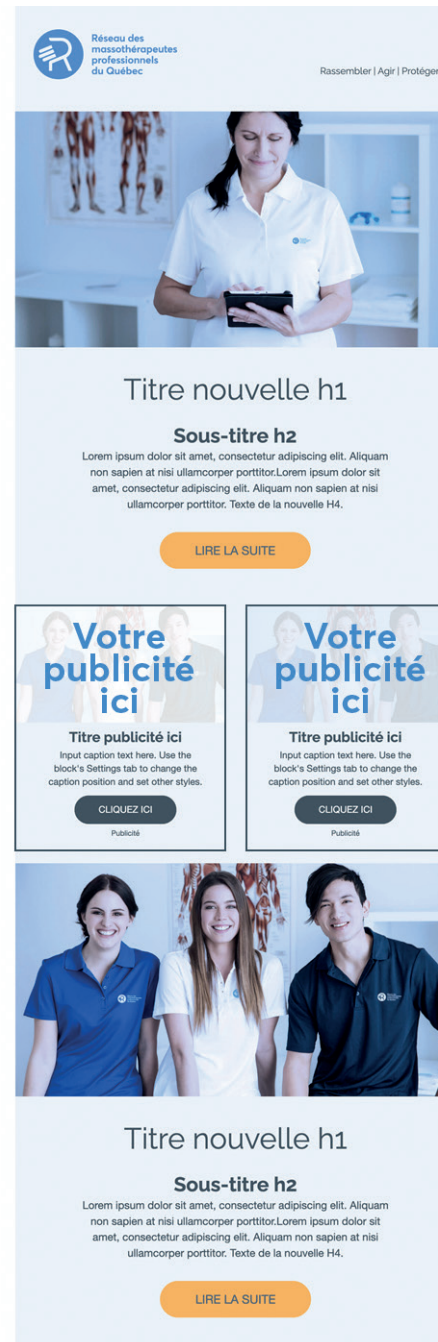 Réseau des
massothérapeutes
professionnels
du Québec
Rassembler | Agir | Protéger
Titre nouvelle h1
Sous-titre h2
Lorem ipsum dolor sit amet, consectetur adipiscing elit. Aliquam
non sapien at nisi ullamcorper porttitor.Lorem ipsum dolor sit
amet, consectetur adipiscing elit. Aliquam non sapien at nisi
ullamcorper porttitor. Texte de la nouvelle H4.
LIRE LA SUITE
Votre
publicité
ici
Titre publicité ici
Input caption text here. Use the
block's Settings tab to change the
caption position and set other styles.
CLIQUEZ ICI
Publicité
Votre
publicité
ici
Titre publicité ici
Input caption text here. Use the
block's Settings tab to change the
caption position and set other styles.
CLIQUEZ ICI
Publicité
Titre nouvelle h1
Sous-titre h2
Lorem ipsum dolor sit amet, consectetur adipiscing elit. Aliquam
non sapien at nisi ullamcorper porttitor.Lorem ipsum dolor sit
amet, consectetur adipiscing elit. Aliquam non sapien at nisi
ullamcorper porttitor. Texte de la nouvelle H4.
LIRE LA SUITE